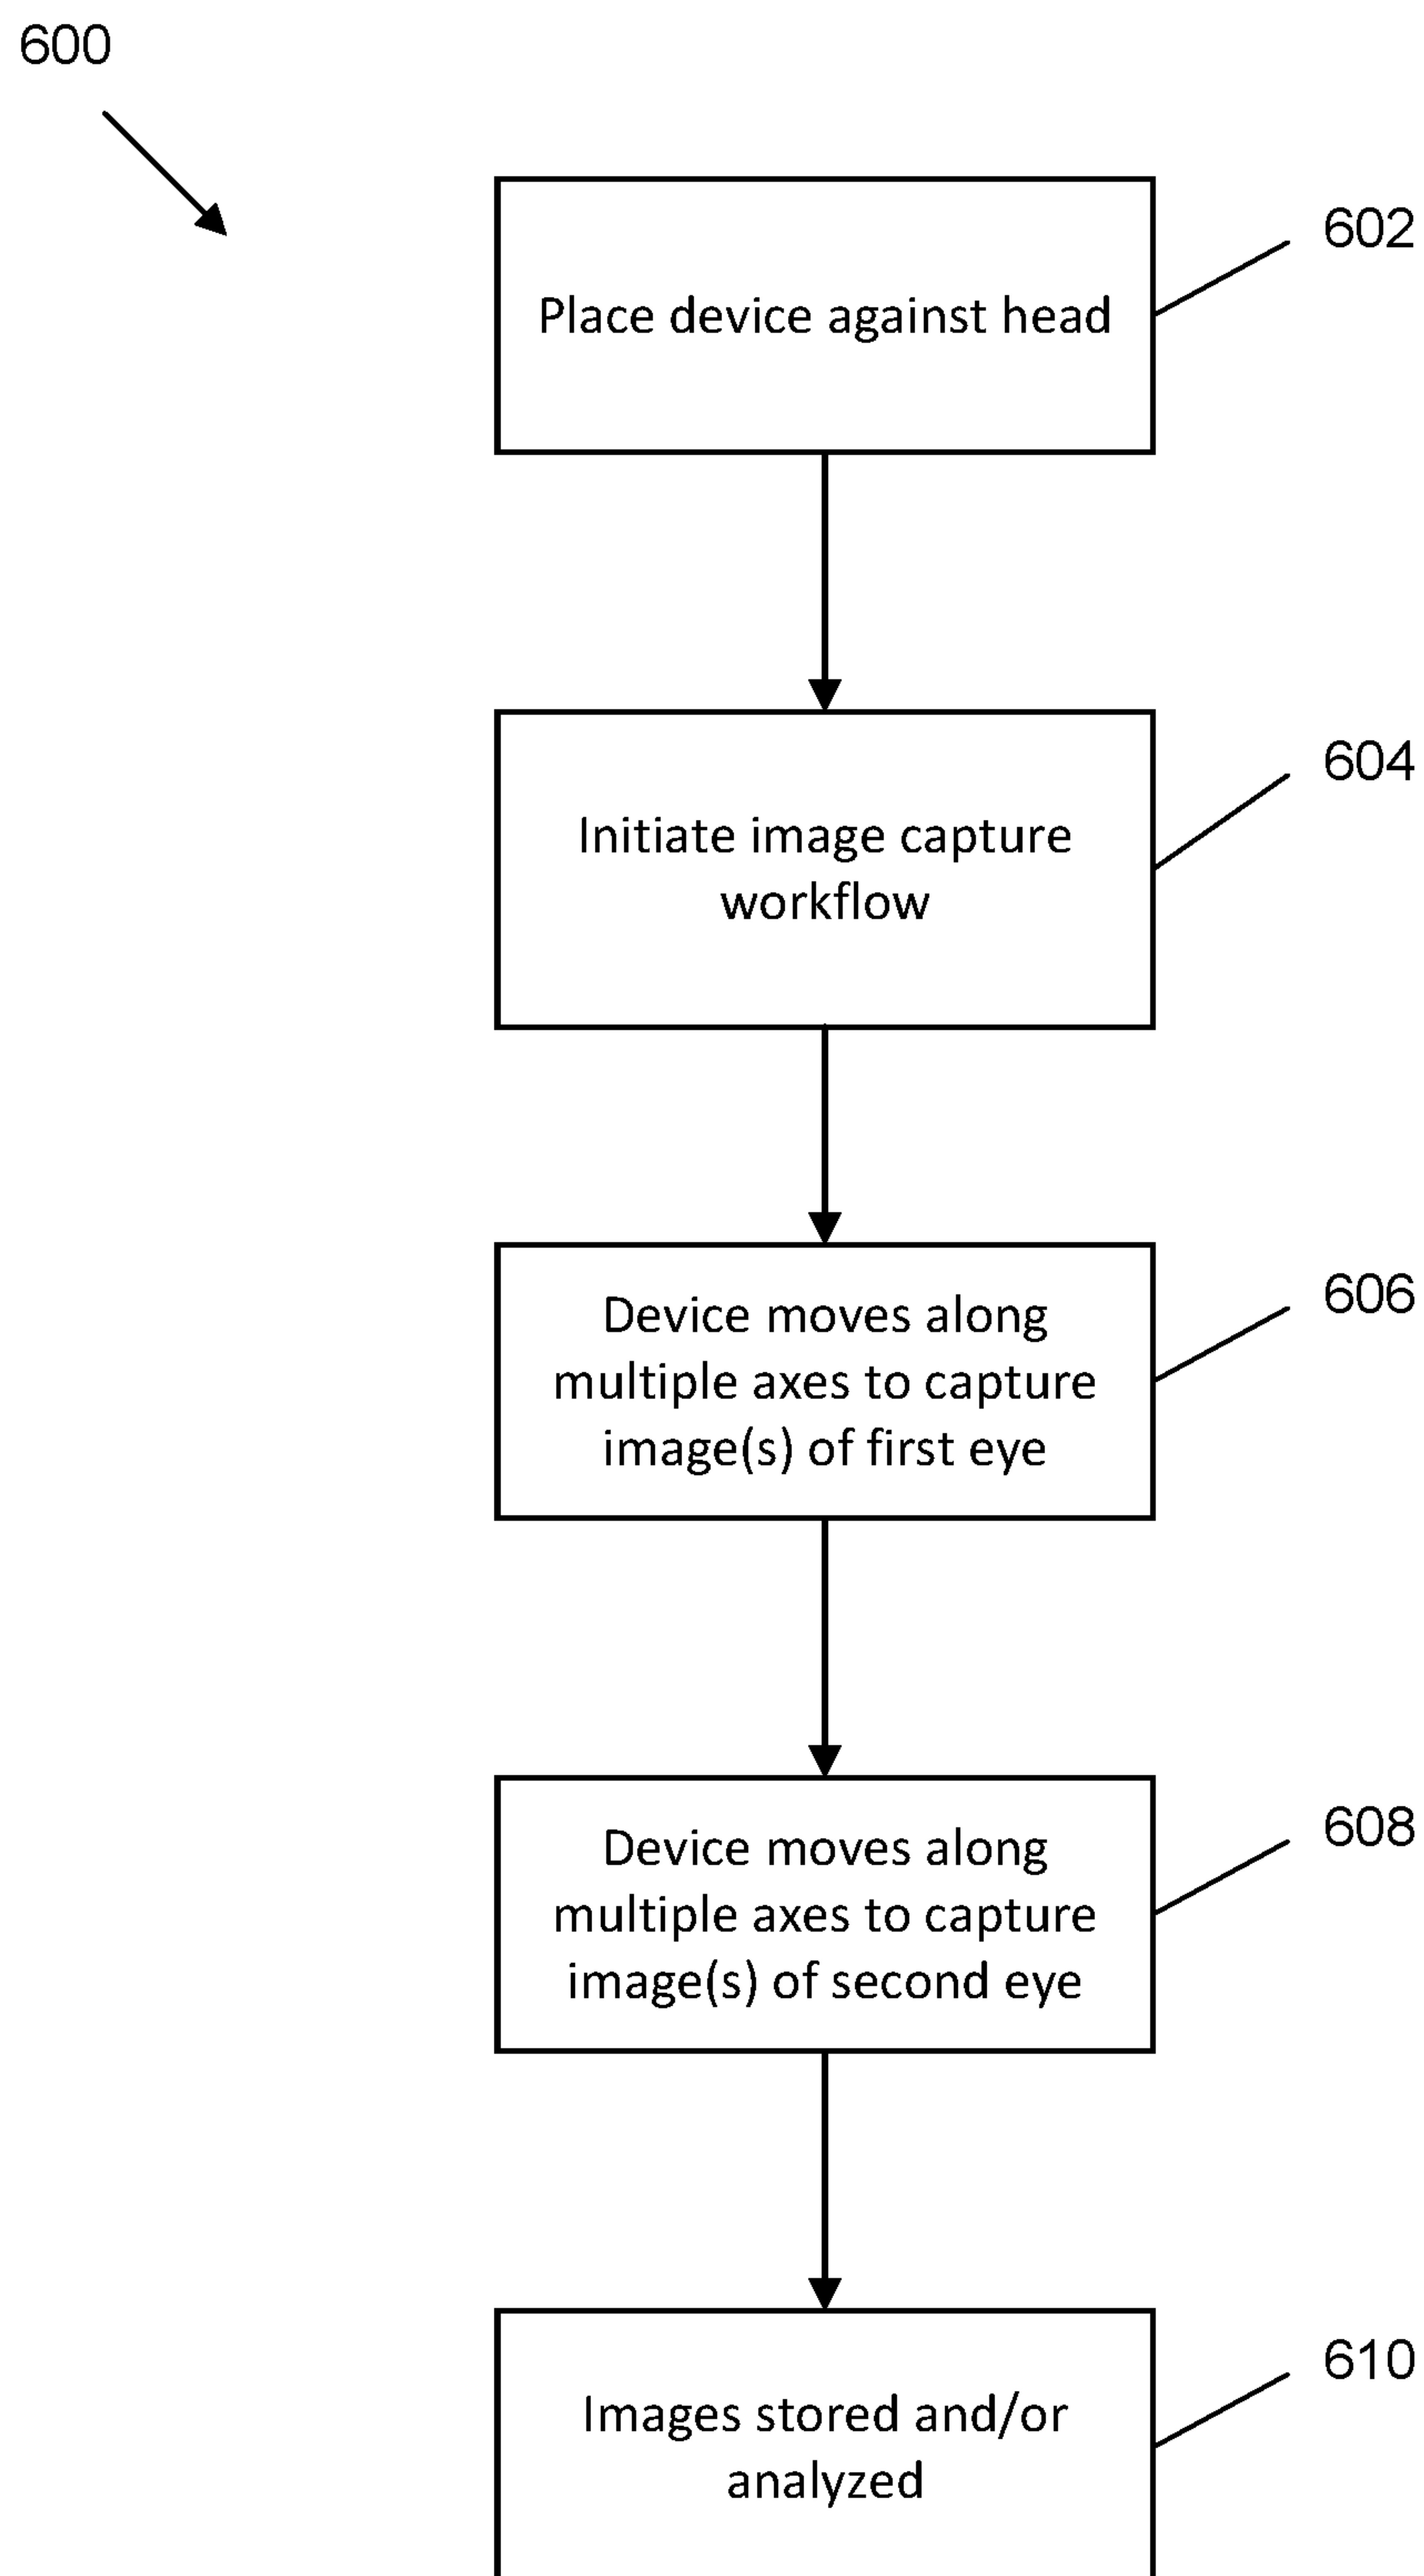 600
602
Place device against head
604
Initiate image capture
workflow
606
Device moves along
multiple axes to capture
image(s) of first eye
608
Device moves along
multiple axes to capture
image(s) of second eye
610
Images stored and/or
analyzed